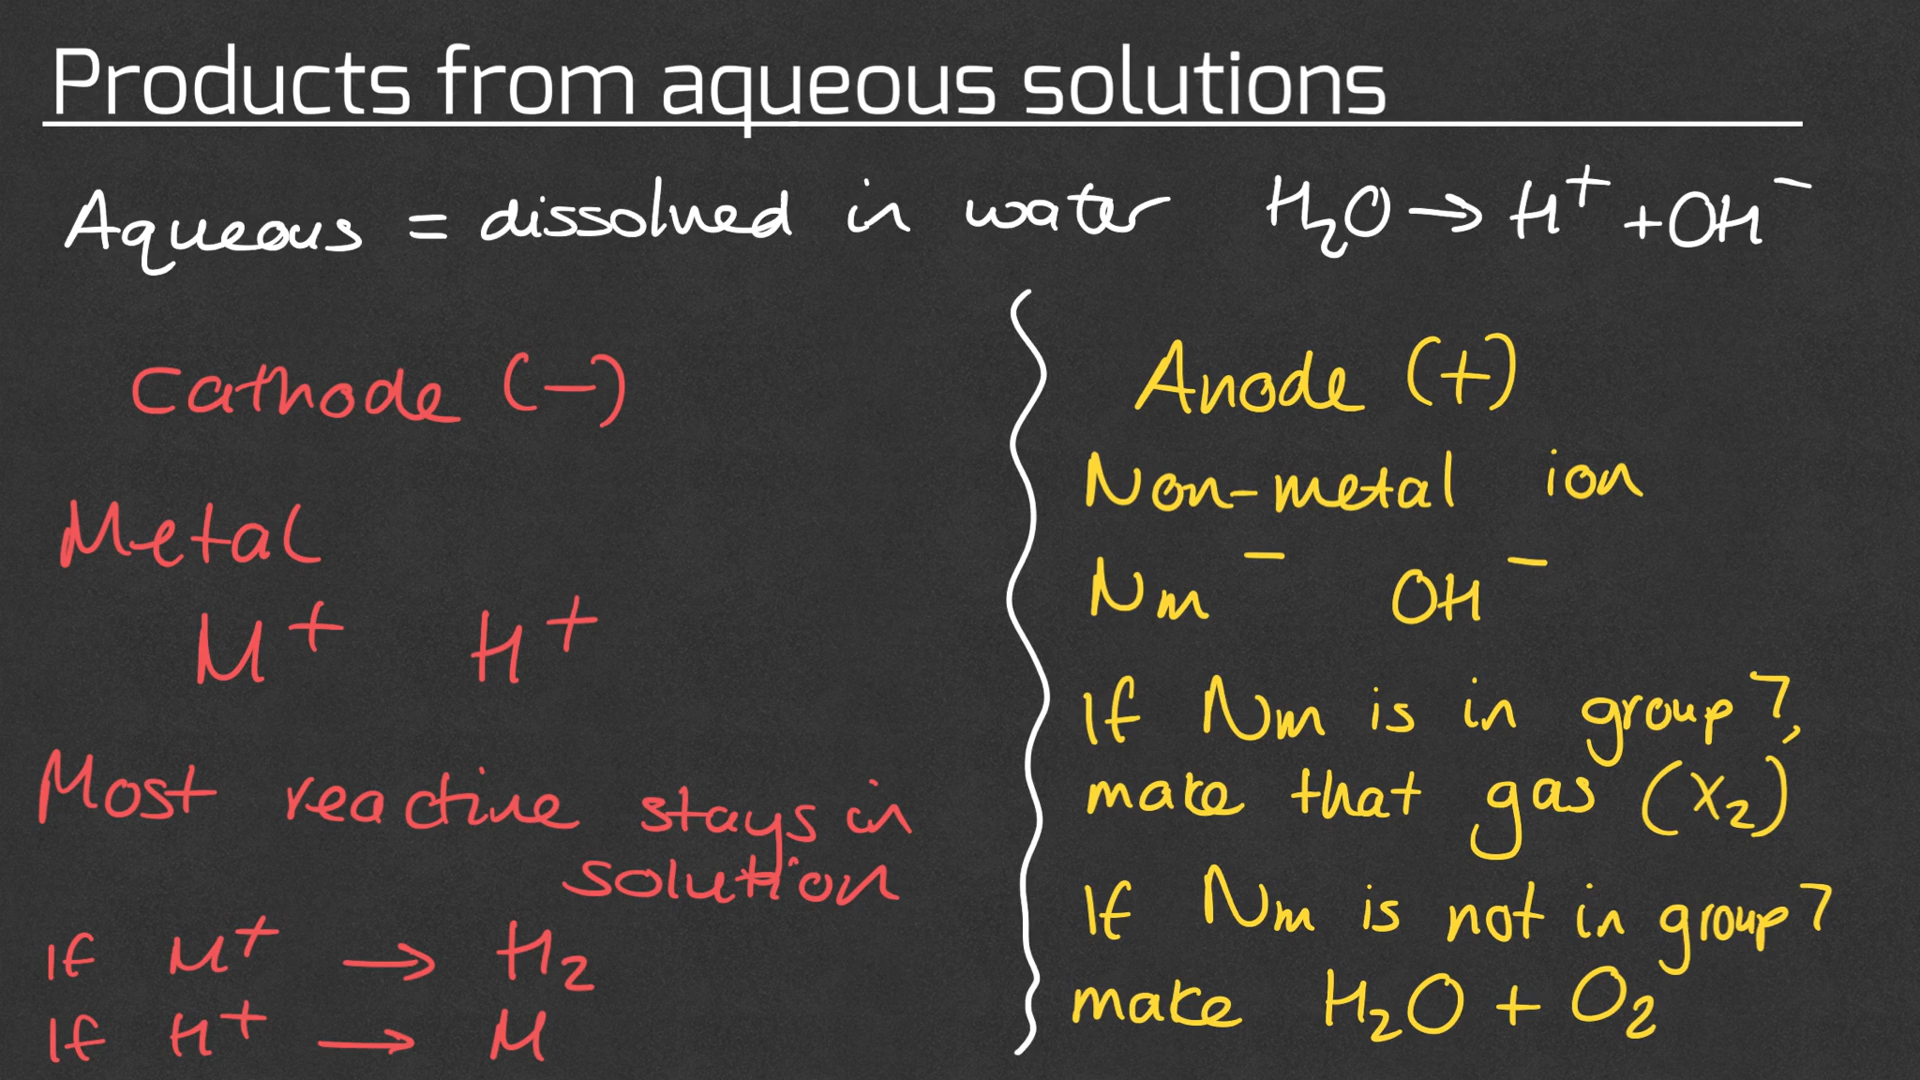 Products from aqueous solutions
Aqueous = dissolved in water H₂O → H⁺ + OH⁻
Cathode (−)
Metal
M⁺ H⁺
Most reactive stays in
solution
If M⁺ → H₂
If H⁺ → M
Anode (+)
Non-metal ion
Nm⁻ OH⁻
If Nm is in group 7,
make that gas (X₂)
If Nm is not in group 7
make H₂O + O₂